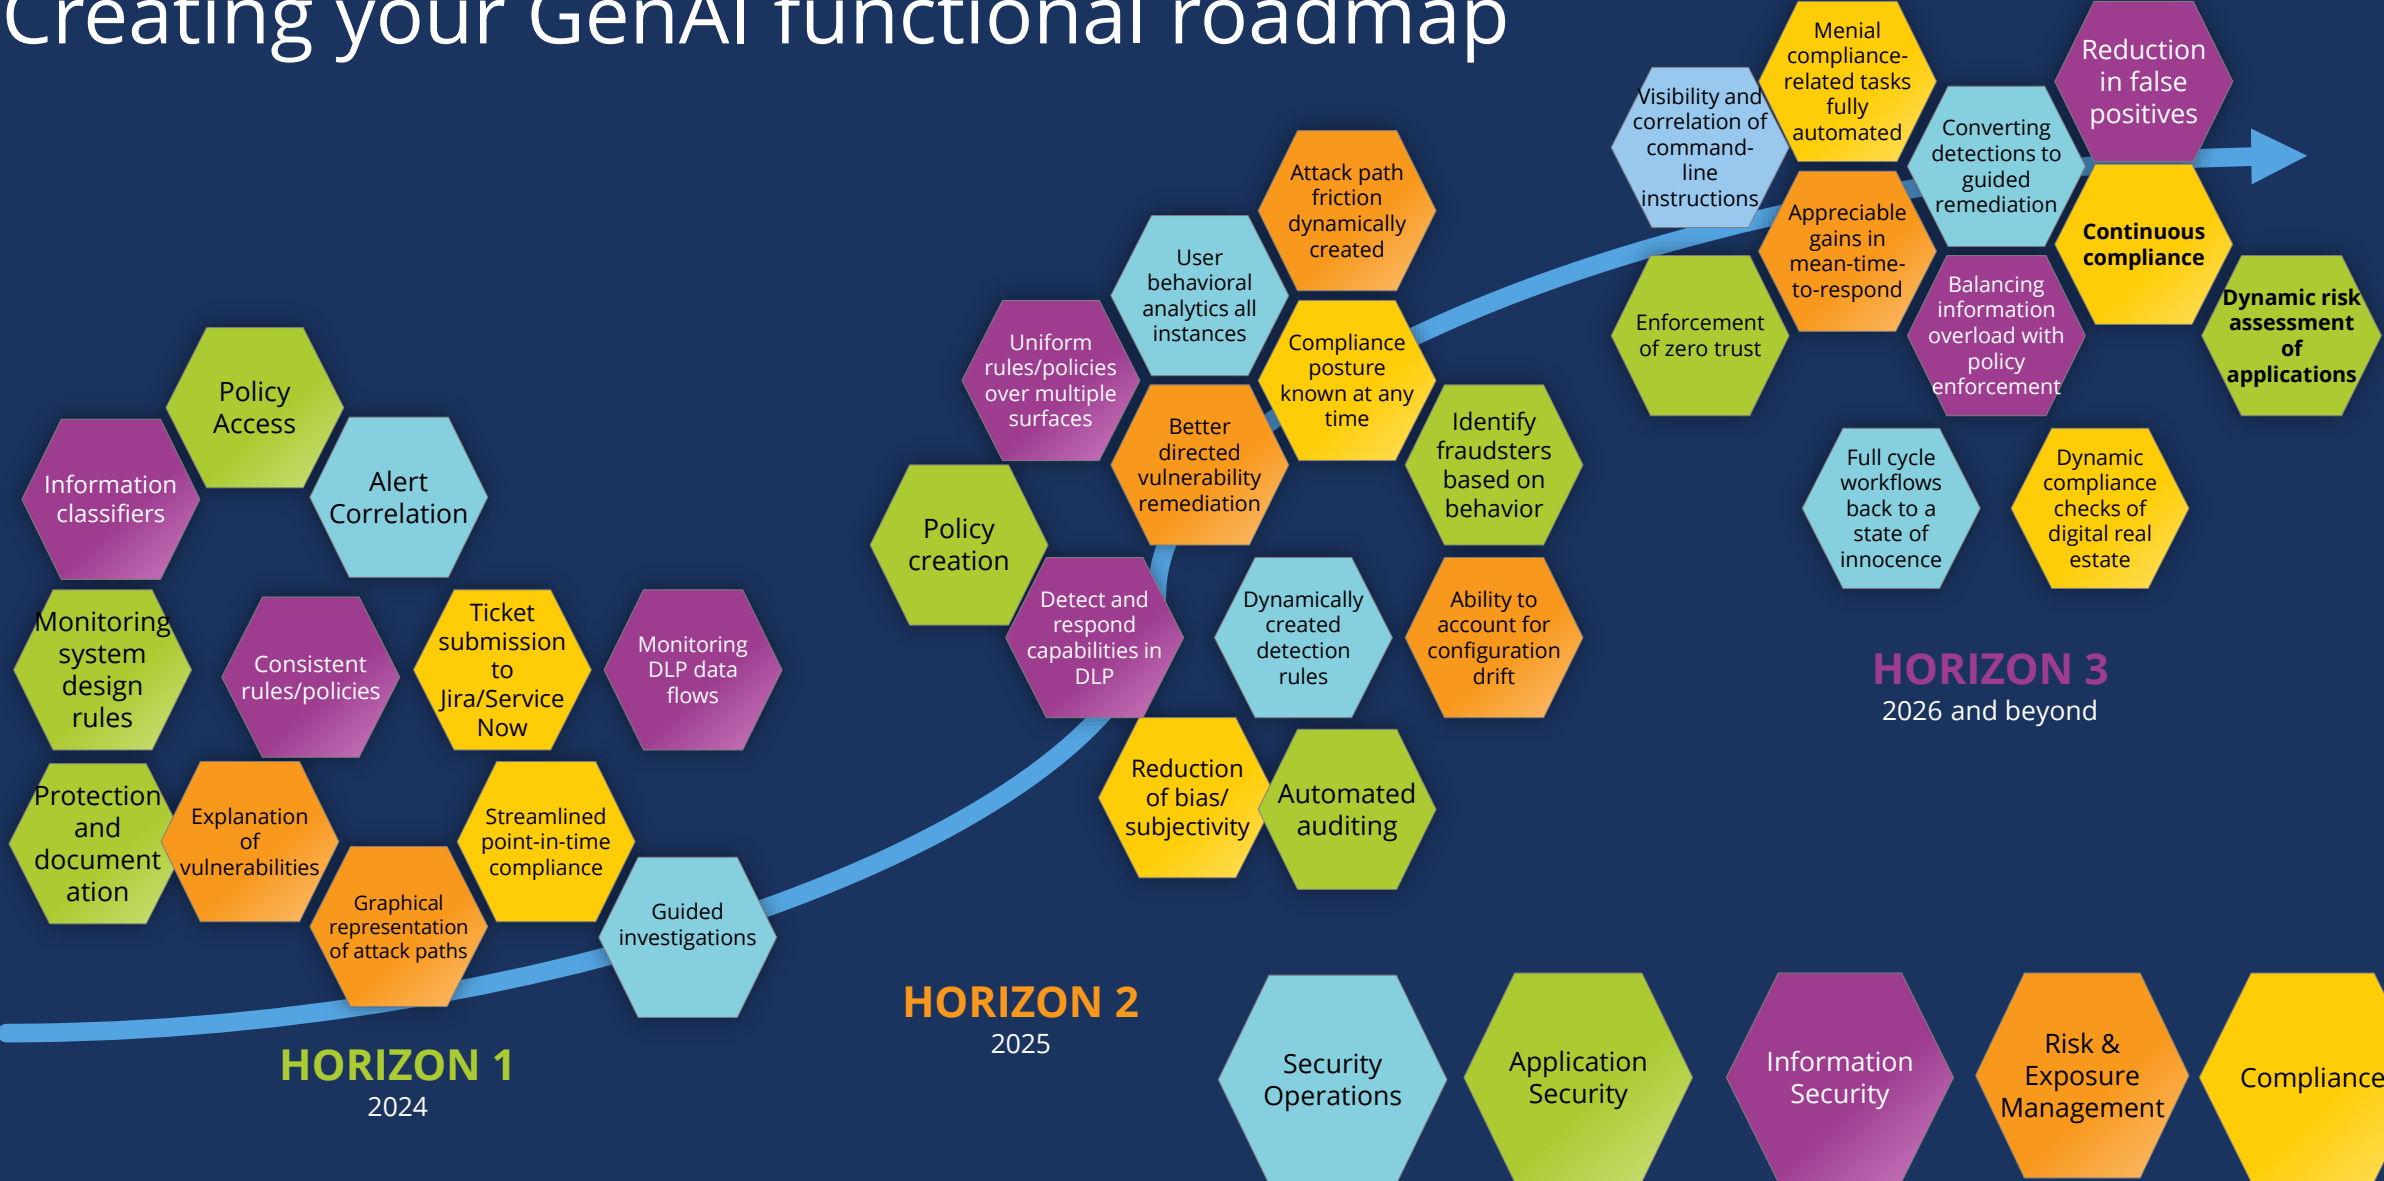 Creating your GenAI functional roadmap
Policy
Access
Information
classifiers
Alert
Correlation
Monitoring
system
design
rules
Consistent
rules/policies
Ticket
submission
to
Jira/Service
Now
Monitoring
DLP data
flows
Protection
and
document
ation
Explanation
of
vulnerabilities
Graphical
representation
of attack paths
Streamlined
point-in-time
compliance
Guided
investigations
HORIZON 1
2024
Attack path
friction
dynamically
created
User
behavioral
analytics all
instances
Uniform
rules/policies
over multiple
surfaces
Compliance
posture
known at any
time
Better
directed
vulnerability
remediation
Identify
fraudsters
based on
behavior
Policy
creation
Detect and
respond
capabilities in
DLP
Dynamically
created
detection
rules
Ability to
account for
configuration
drift
Reduction
of bias/
subjectivity
Automated
auditing
HORIZON 2
2025
Menial
compliance-
related tasks
fully
automated
Reduction
in false
positives
Visibility and
correlation of
command-
line
instructions
Converting
detections to
guided
remediation
Appreciable
gains in
mean-time-
to-respond
Continuous
compliance
Enforcement
of zero trust
Balancing
information
overload with
policy
enforcement
Dynamic risk
assessment
of
applications
Full cycle
workflows
back to a
state of
innocence
Dynamic
compliance
checks of
digital real
estate
HORIZON 3
2026 and beyond
Security
Operations
Application
Security
Information
Security
Risk &
Exposure
Management
Compliance